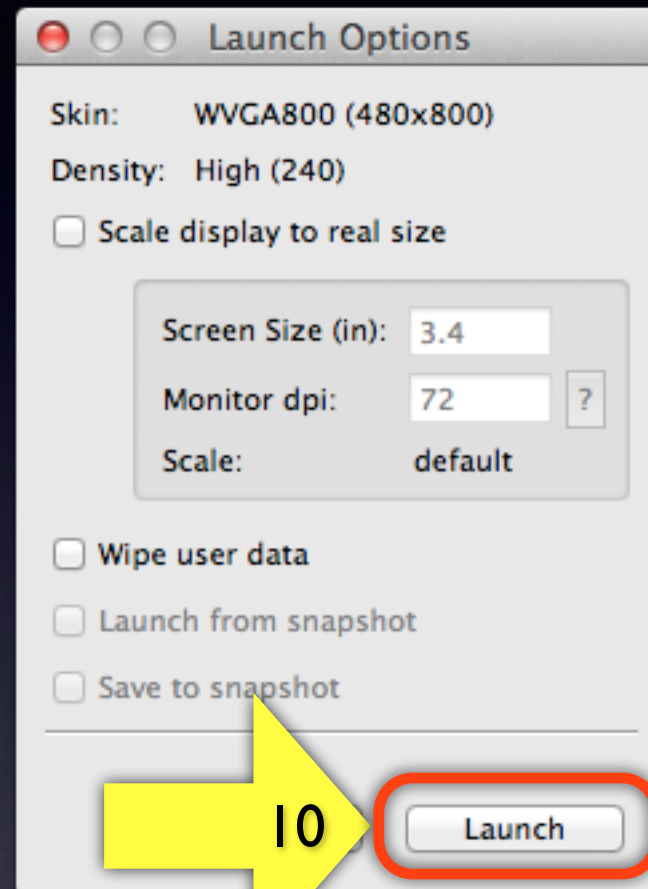 Launch Options
Skin: WVGA800 (480x800)
Density: High (240)
Scale display to real size
Screen Size (in): 3.4
Monitor dpi: 72 ?
Scale: default
Wipe user data
Launch from snapshot
Save to snapshot
10 Launch